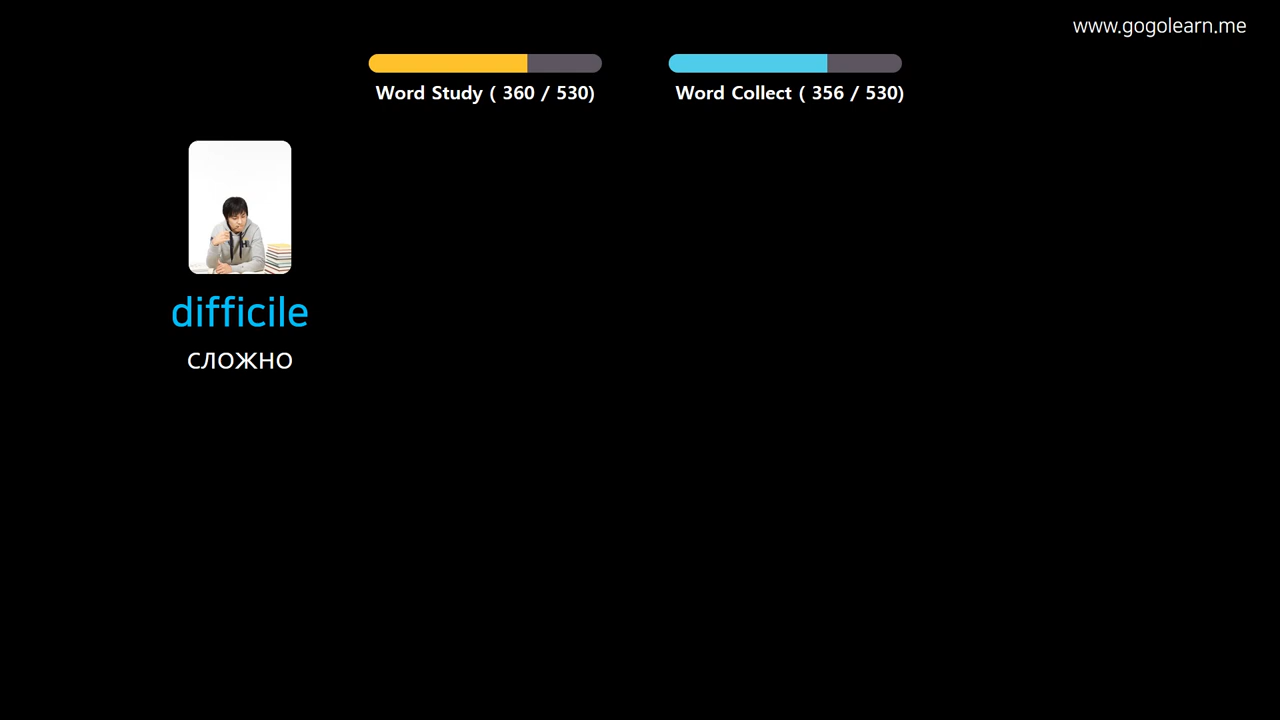 www.gogolearn.me
Word Study ( 360 / 530)
Word Collect ( 356 / 530)
difficile
сложно